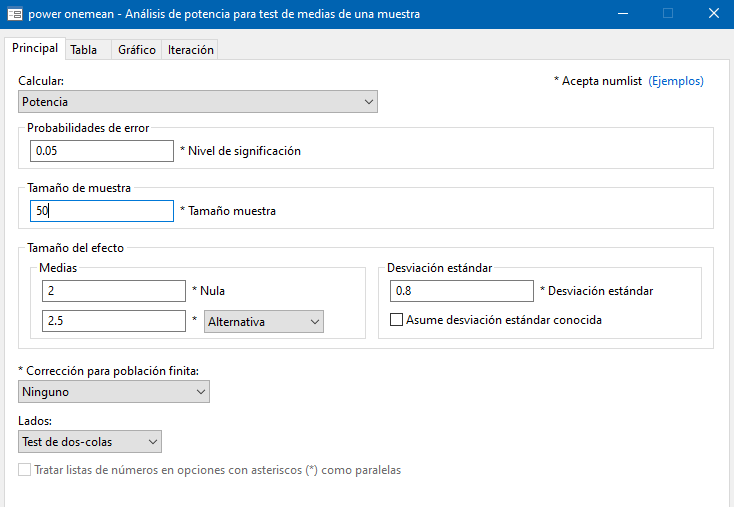 power onemean - Análisis de potencia para test de medias de una muestra
Principal Tabla Gráfico Iteración
Calcular: * Acepta numlist (Ejemplos)
Potencia
Probabilidades de error
0.05 * Nivel de significación
Tamaño de muestra
50 * Tamaño muestra
Tamaño del efecto
Medias Desviación estándar
2 * Nula 0.8 * Desviación estándar
2.5 * Alternativa Asume desviación estándar conocida
* Corrección para población finita:
Ninguno
Lados:
Test de dos-colas
Tratar listas de números en opciones con asteriscos (*) como paralelas